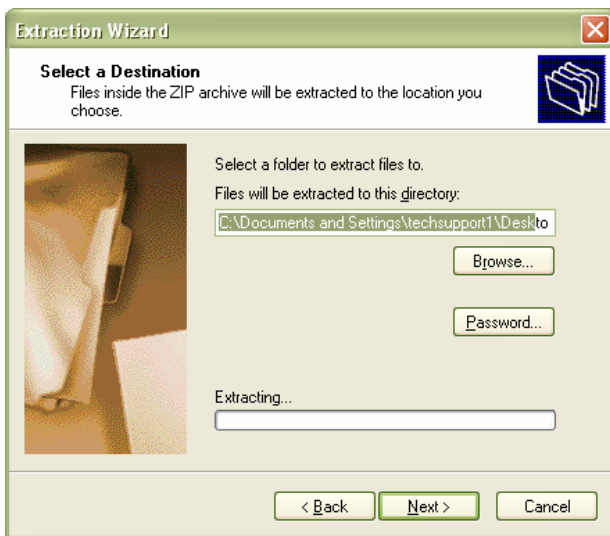 Extraction Wizard
Select a Destination
Files inside the ZIP archive will be extracted to the location you
choose.
Select a folder to extract files to.
Files will be extracted to this directory:
C:\Documents and Settings\techsupport1\Deskto
Browse...
Password...
Extracting...
< Back
Next >
Cancel